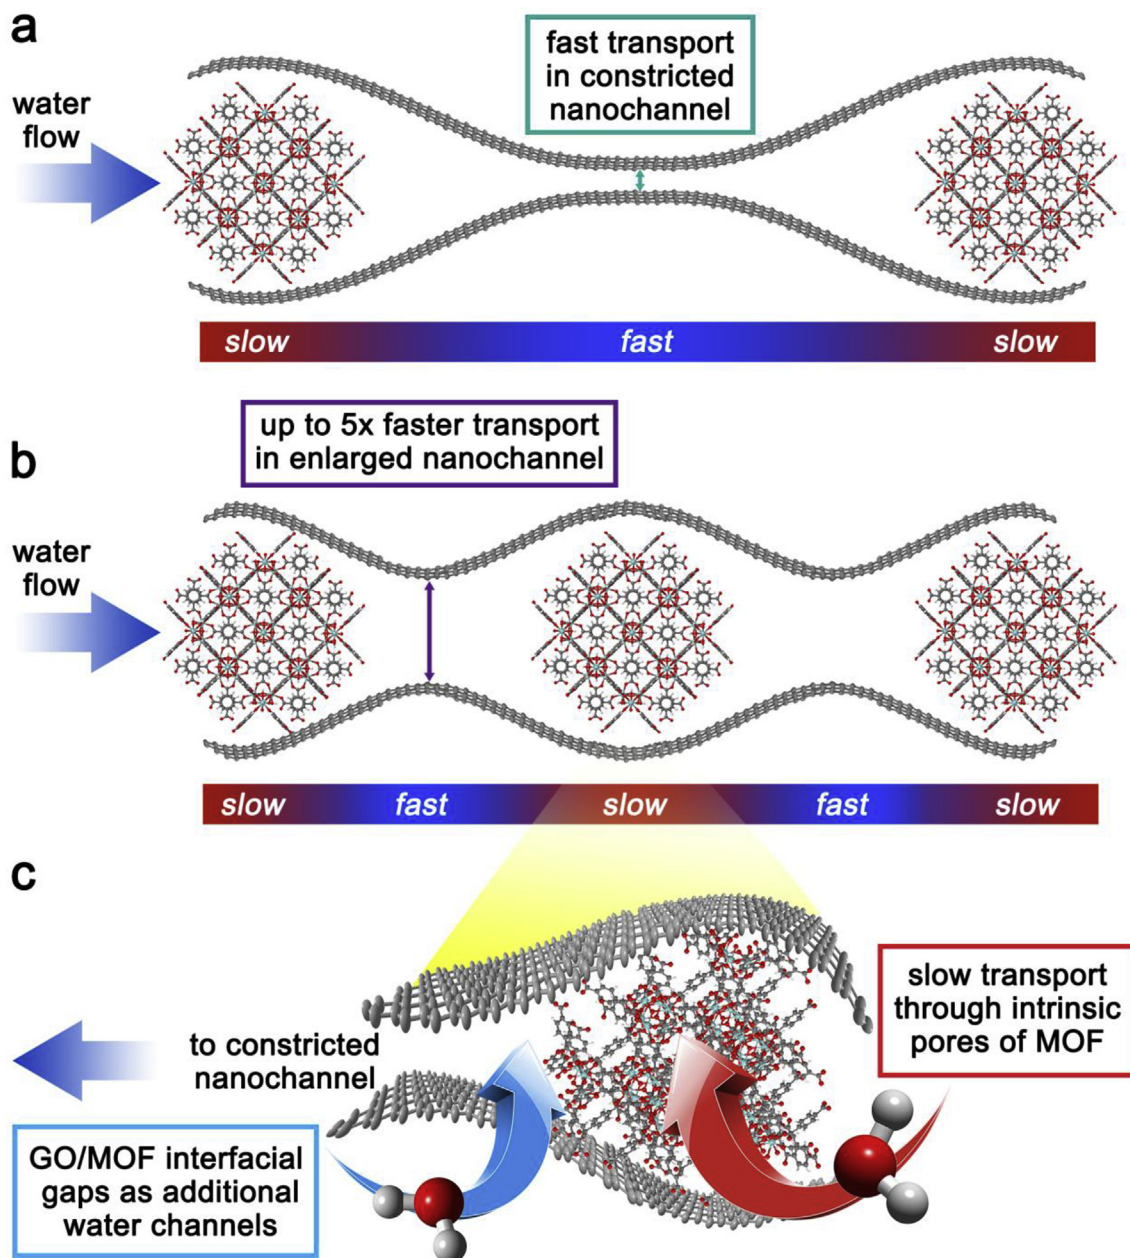 a
fast transport
in constricted
nanochannel
water
flow
slow fast slow
up to 5x faster transport
in enlarged nanochannel
b
water
flow
slow fast slow fast slow
c
slow transport
through intrinsic
pores of MOF
to constricted
nanochannel
GO/MOF interfacial
gaps as additional
water channels